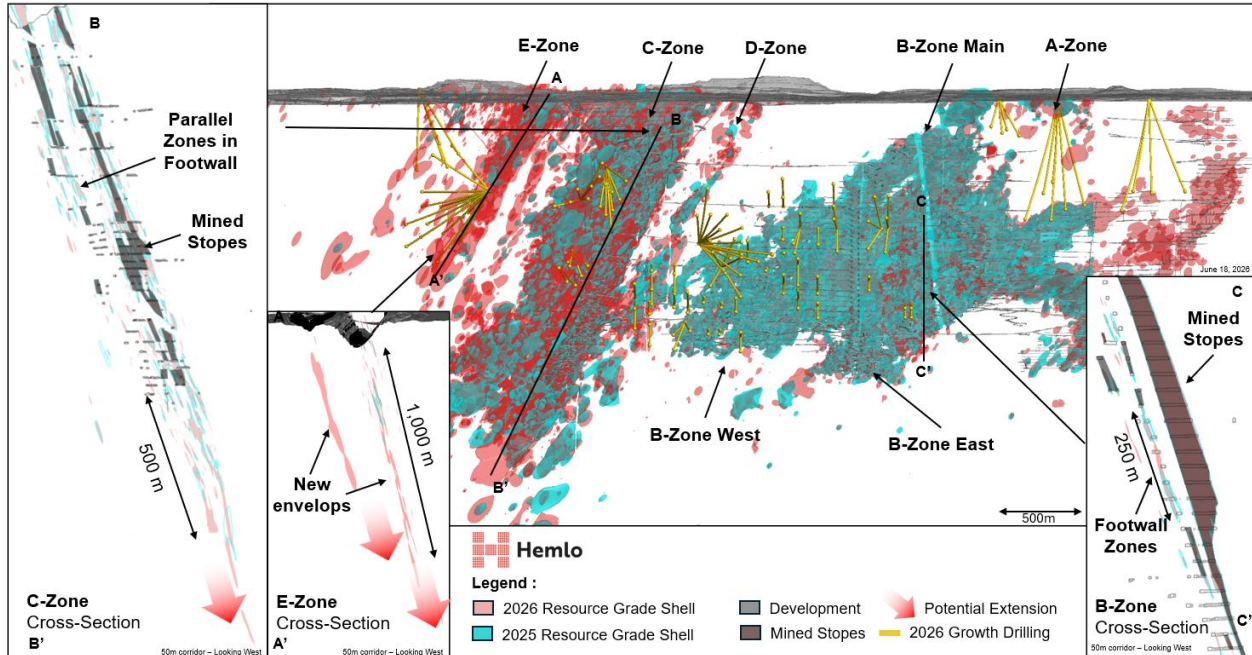 B
Parallel
Zones in
Footwall
Mined
Stopes
500 m
C-Zone
Cross-Section
B'
50m corridor – Looking West
E-Zone
C-Zone
D-Zone
B-Zone Main
A-Zone
A
B
C
A'
B'
C'
B-Zone West
B-Zone East
June 18, 2026
500m
A
1,000 m
New
envelops
E-Zone
Cross-Section
A'
50m corridor – Looking West
Hemlo
Legend :
2026 Resource Grade Shell
2025 Resource Grade Shell
Development
Mined Stopes
Potential Extension
2026 Growth Drilling
C
Mined
Stopes
250 m
Footwall
Zones
B-Zone
Cross-Section
C'
50m corridor – Looking West